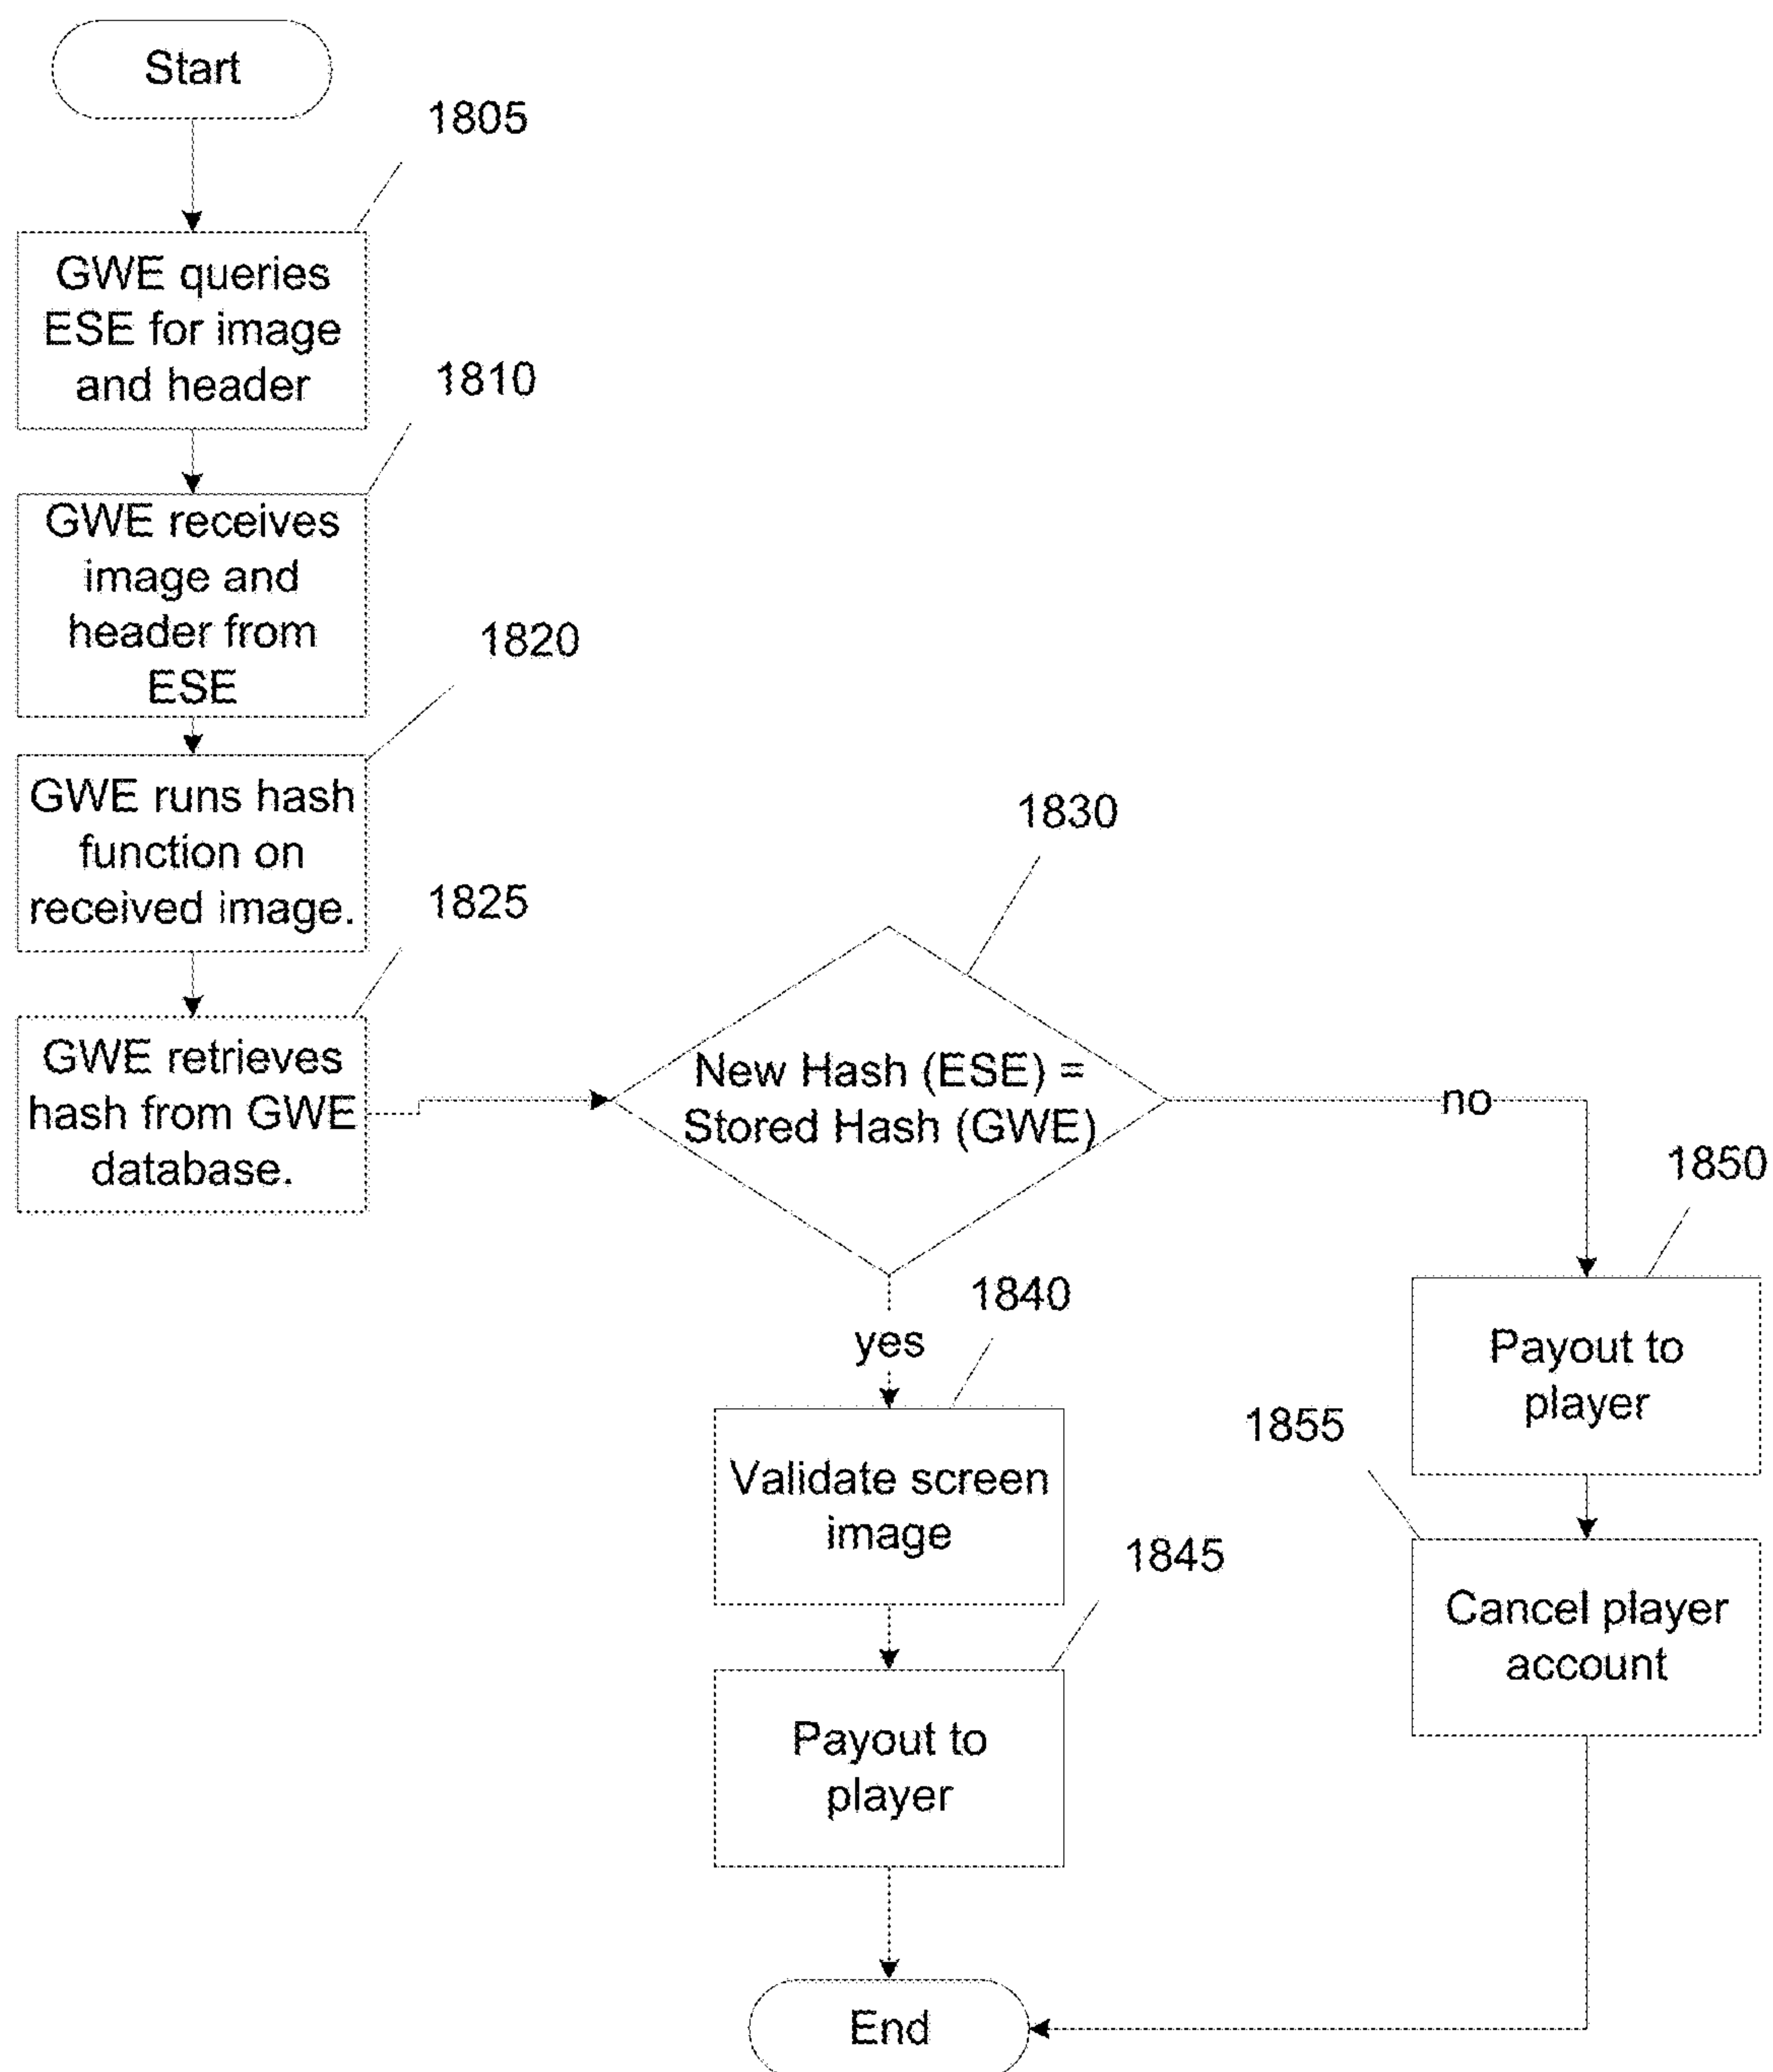 Start
1805
GWE queries
ESE for image
and header
1810
GWE receives
image and
header from
ESE
1820
GWE runs hash
function on
received image.
1825
GWE retrieves
hash from GWE
database.
1830
New Hash (ESE) =
Stored Hash (GWE)
no
yes
1840
Validate screen
image
1845
Payout to
player
1850
Payout to
player
1855
Cancel player
account
End